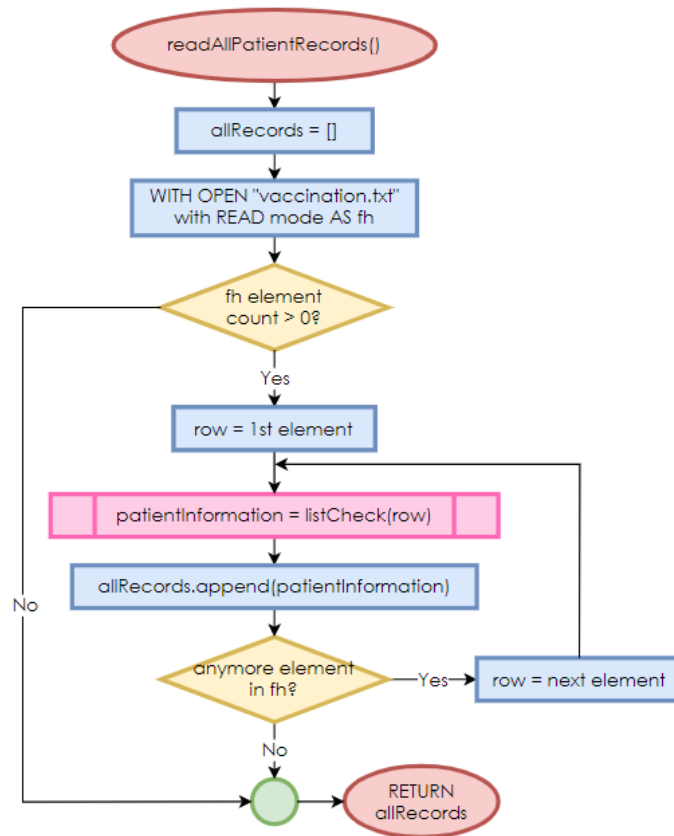 readAllPatientRecords()
allRecords = []
WITH OPEN "vaccination.txt"
with READ mode AS fh
fh element
count > 0?
Yes
row = 1st element
patientInformation = listCheck(row)
allRecords.append(patientInformation)
No
anymore element
in fh?
Yes
row = next element
No
RETURN
allRecords